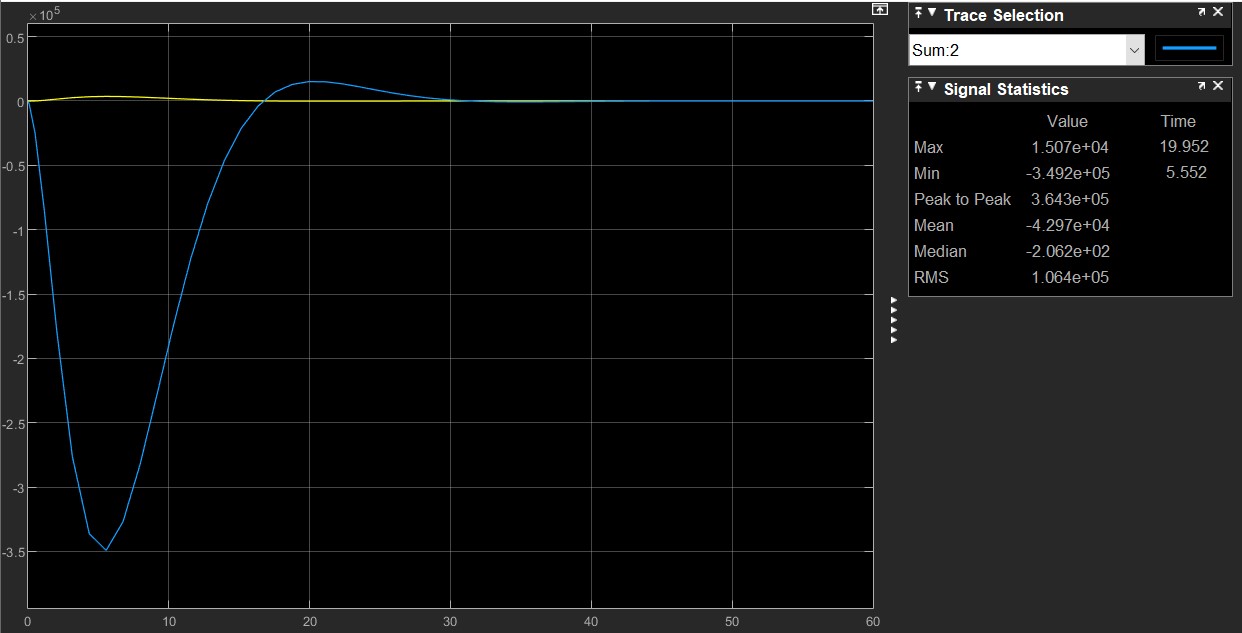 ×10⁵
0.5
0
-0.5
-1
-1.5
-2
-2.5
-3
-3.5
0 10 20 30 40 50 60
Trace Selection
Sum:2
Signal Statistics
Value Time
Max 1.507e+04 19.952
Min -3.492e+05 5.552
Peak to Peak 3.643e+05
Mean -4.297e+04
Median -2.062e+02
RMS 1.064e+05